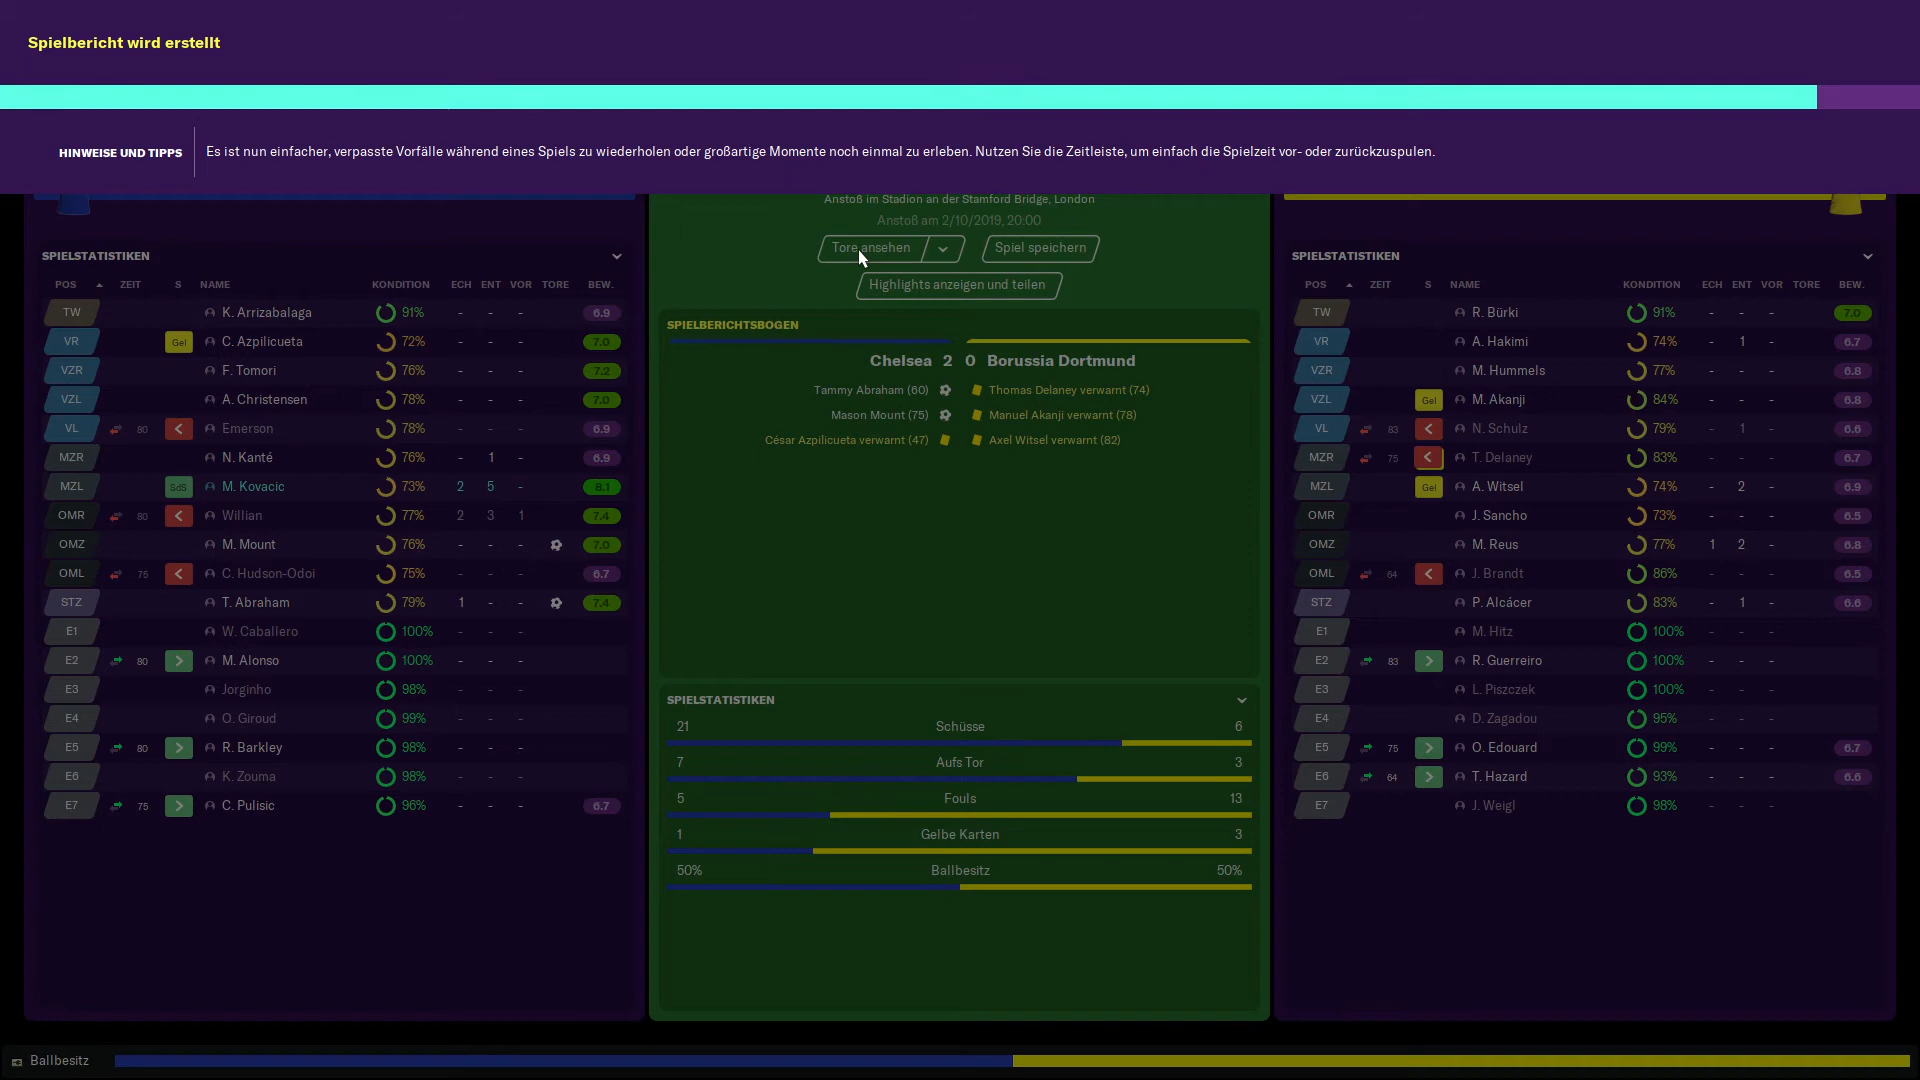 Spielbericht wird erstellt
HINWEISE UND TIPPS
Es ist nun einfacher, verpasste Vorfälle während eines Spiels zu wiederholen oder großartige Momente noch einmal zu erleben. Nutzen Sie die Zeitleiste, um einfach die Spielzeit vor- oder zurückzuspulen.
SPIELSTATISTIKEN
POS ZEIT S NAME KONDITION ECH ENT VOR TORE BEW.
TW K. Arrizabalaga 91% - - - 6.9
VR Gel C. Azpilicueta 72% - - - 7.0
VZR F. Tomori 76% - - - 7.2
VZL A. Christensen 78% - - - 7.0
VL 80 Emerson 78% - - - 6.9
MZR N. Kanté 76% - 1 - 6.9
MZL SdS M. Kovacic 73% 2 5 - 8.1
OMR 80 Willian 77% 2 3 1 7.4
OMZ M. Mount 76% - - - 7.0
OML 75 C. Hudson-Odoi 75% - - - 6.7
STZ T. Abraham 79% 1 - - 7.4
E1 W. Caballero 100% - - -
E2 80 M. Alonso 100% - - -
E3 Jorginho 98% - - -
E4 O. Giroud 99% - - -
E5 80 R. Barkley 98% - - -
E6 K. Zouma 98% - - -
E7 75 C. Pulisic 96% - - - 6.7
Anstoß im Stadion an der Stamford Bridge, London
Anstoß am 2/10/2019, 20:00
Tore ansehen
Spiel speichern
Highlights anzeigen und teilen
SPIELBERICHTSBOGEN
Chelsea 2 0 Borussia Dortmund
Tammy Abraham (60) Thomas Delaney verwarnt (74)
Mason Mount (75) Manuel Akanji verwarnt (78)
César Azpilicueta verwarnt (47) Axel Witsel verwarnt (82)
SPIELSTATISTIKEN
21 Schüsse 6
7 Aufs Tor 3
5 Fouls 13
1 Gelbe Karten 3
50% Ballbesitz 50%
SPIELSTATISTIKEN
POS ZEIT S NAME KONDITION ECH ENT VOR TORE BEW.
TW R. Bürki 91% - - - 7.0
VR A. Hakimi 74% - 1 - 6.7
VZR M. Hummels 77% - - - 6.8
VZL Gel M. Akanji 84% - - - 6.8
VL 83 N. Schulz 79% - 1 - 6.6
MZR 75 T. Delaney 83% - - - 6.7
MZL Gel A. Witsel 74% - 2 - 6.9
OMR J. Sancho 73% - - - 6.5
OMZ M. Reus 77% 1 2 - 6.8
OML 64 J. Brandt 86% - - - 6.5
STZ P. Alcácer 83% - 1 - 6.6
E1 M. Hitz 100% - - -
E2 83 R. Guerreiro 100% - - -
E3 L. Piszczek 100% - - -
E4 D. Zagadou 95% - - -
E5 75 O. Edouard 99% - - - 6.7
E6 64 T. Hazard 93% - - - 6.6
E7 J. Weigl 98% - - -
Ballbesitz